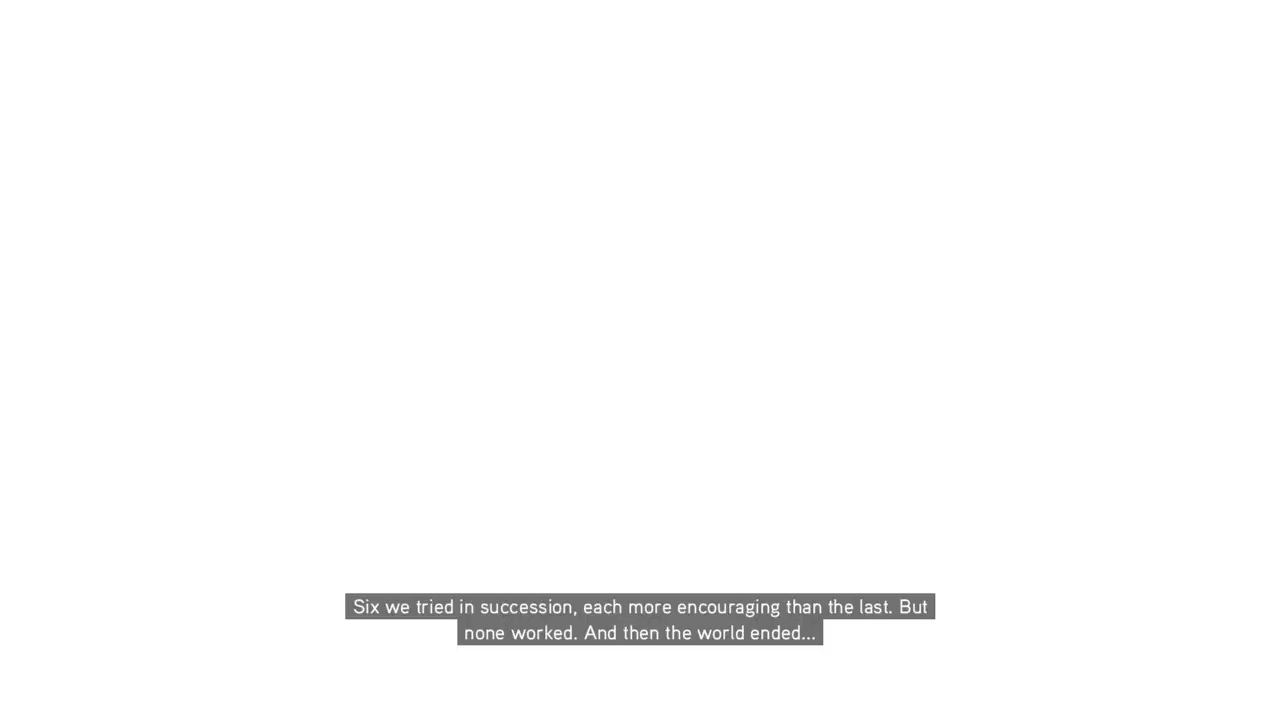 Six we tried in succession, each more encouraging than the last. But
none worked. And then the world ended...